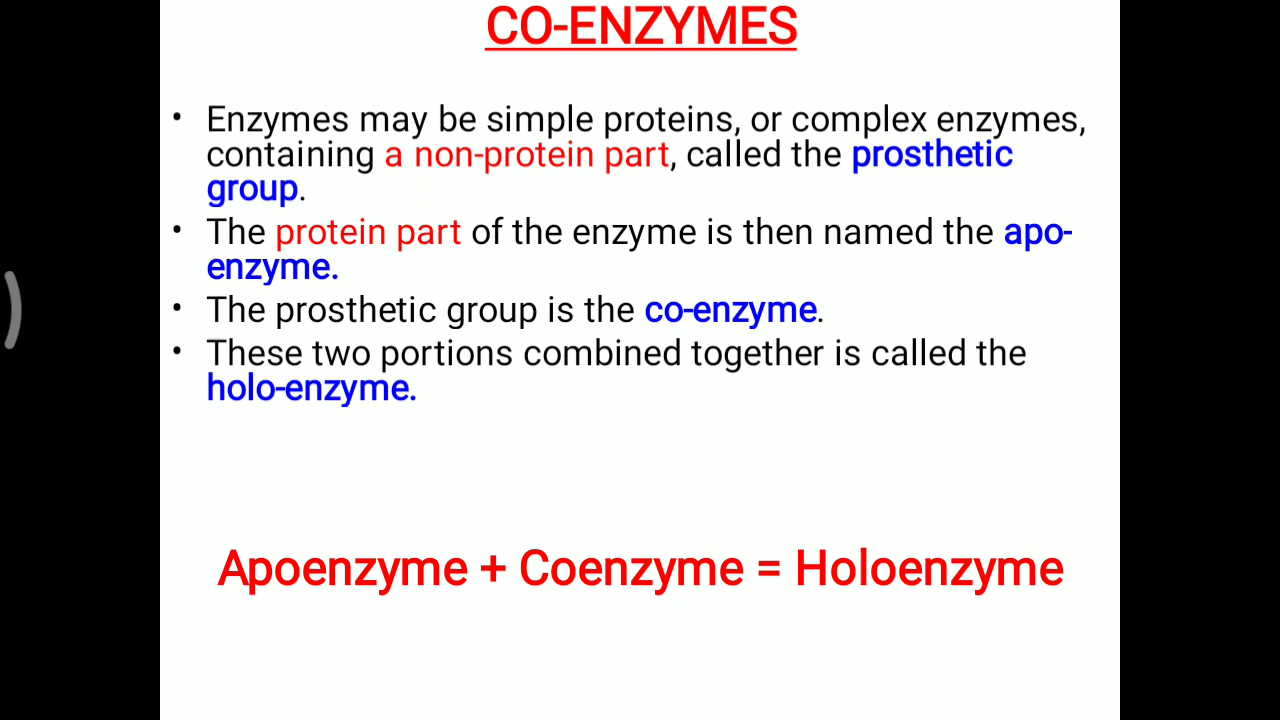 CO-ENZYMES
• Enzymes may be simple proteins, or complex enzymes,
containing a non-protein part, called the prosthetic
group.
• The protein part of the enzyme is then named the apo-
enzyme.
• The prosthetic group is the co-enzyme.
• These two portions combined together is called the
holo-enzyme.
Apoenzyme + Coenzyme = Holoenzyme